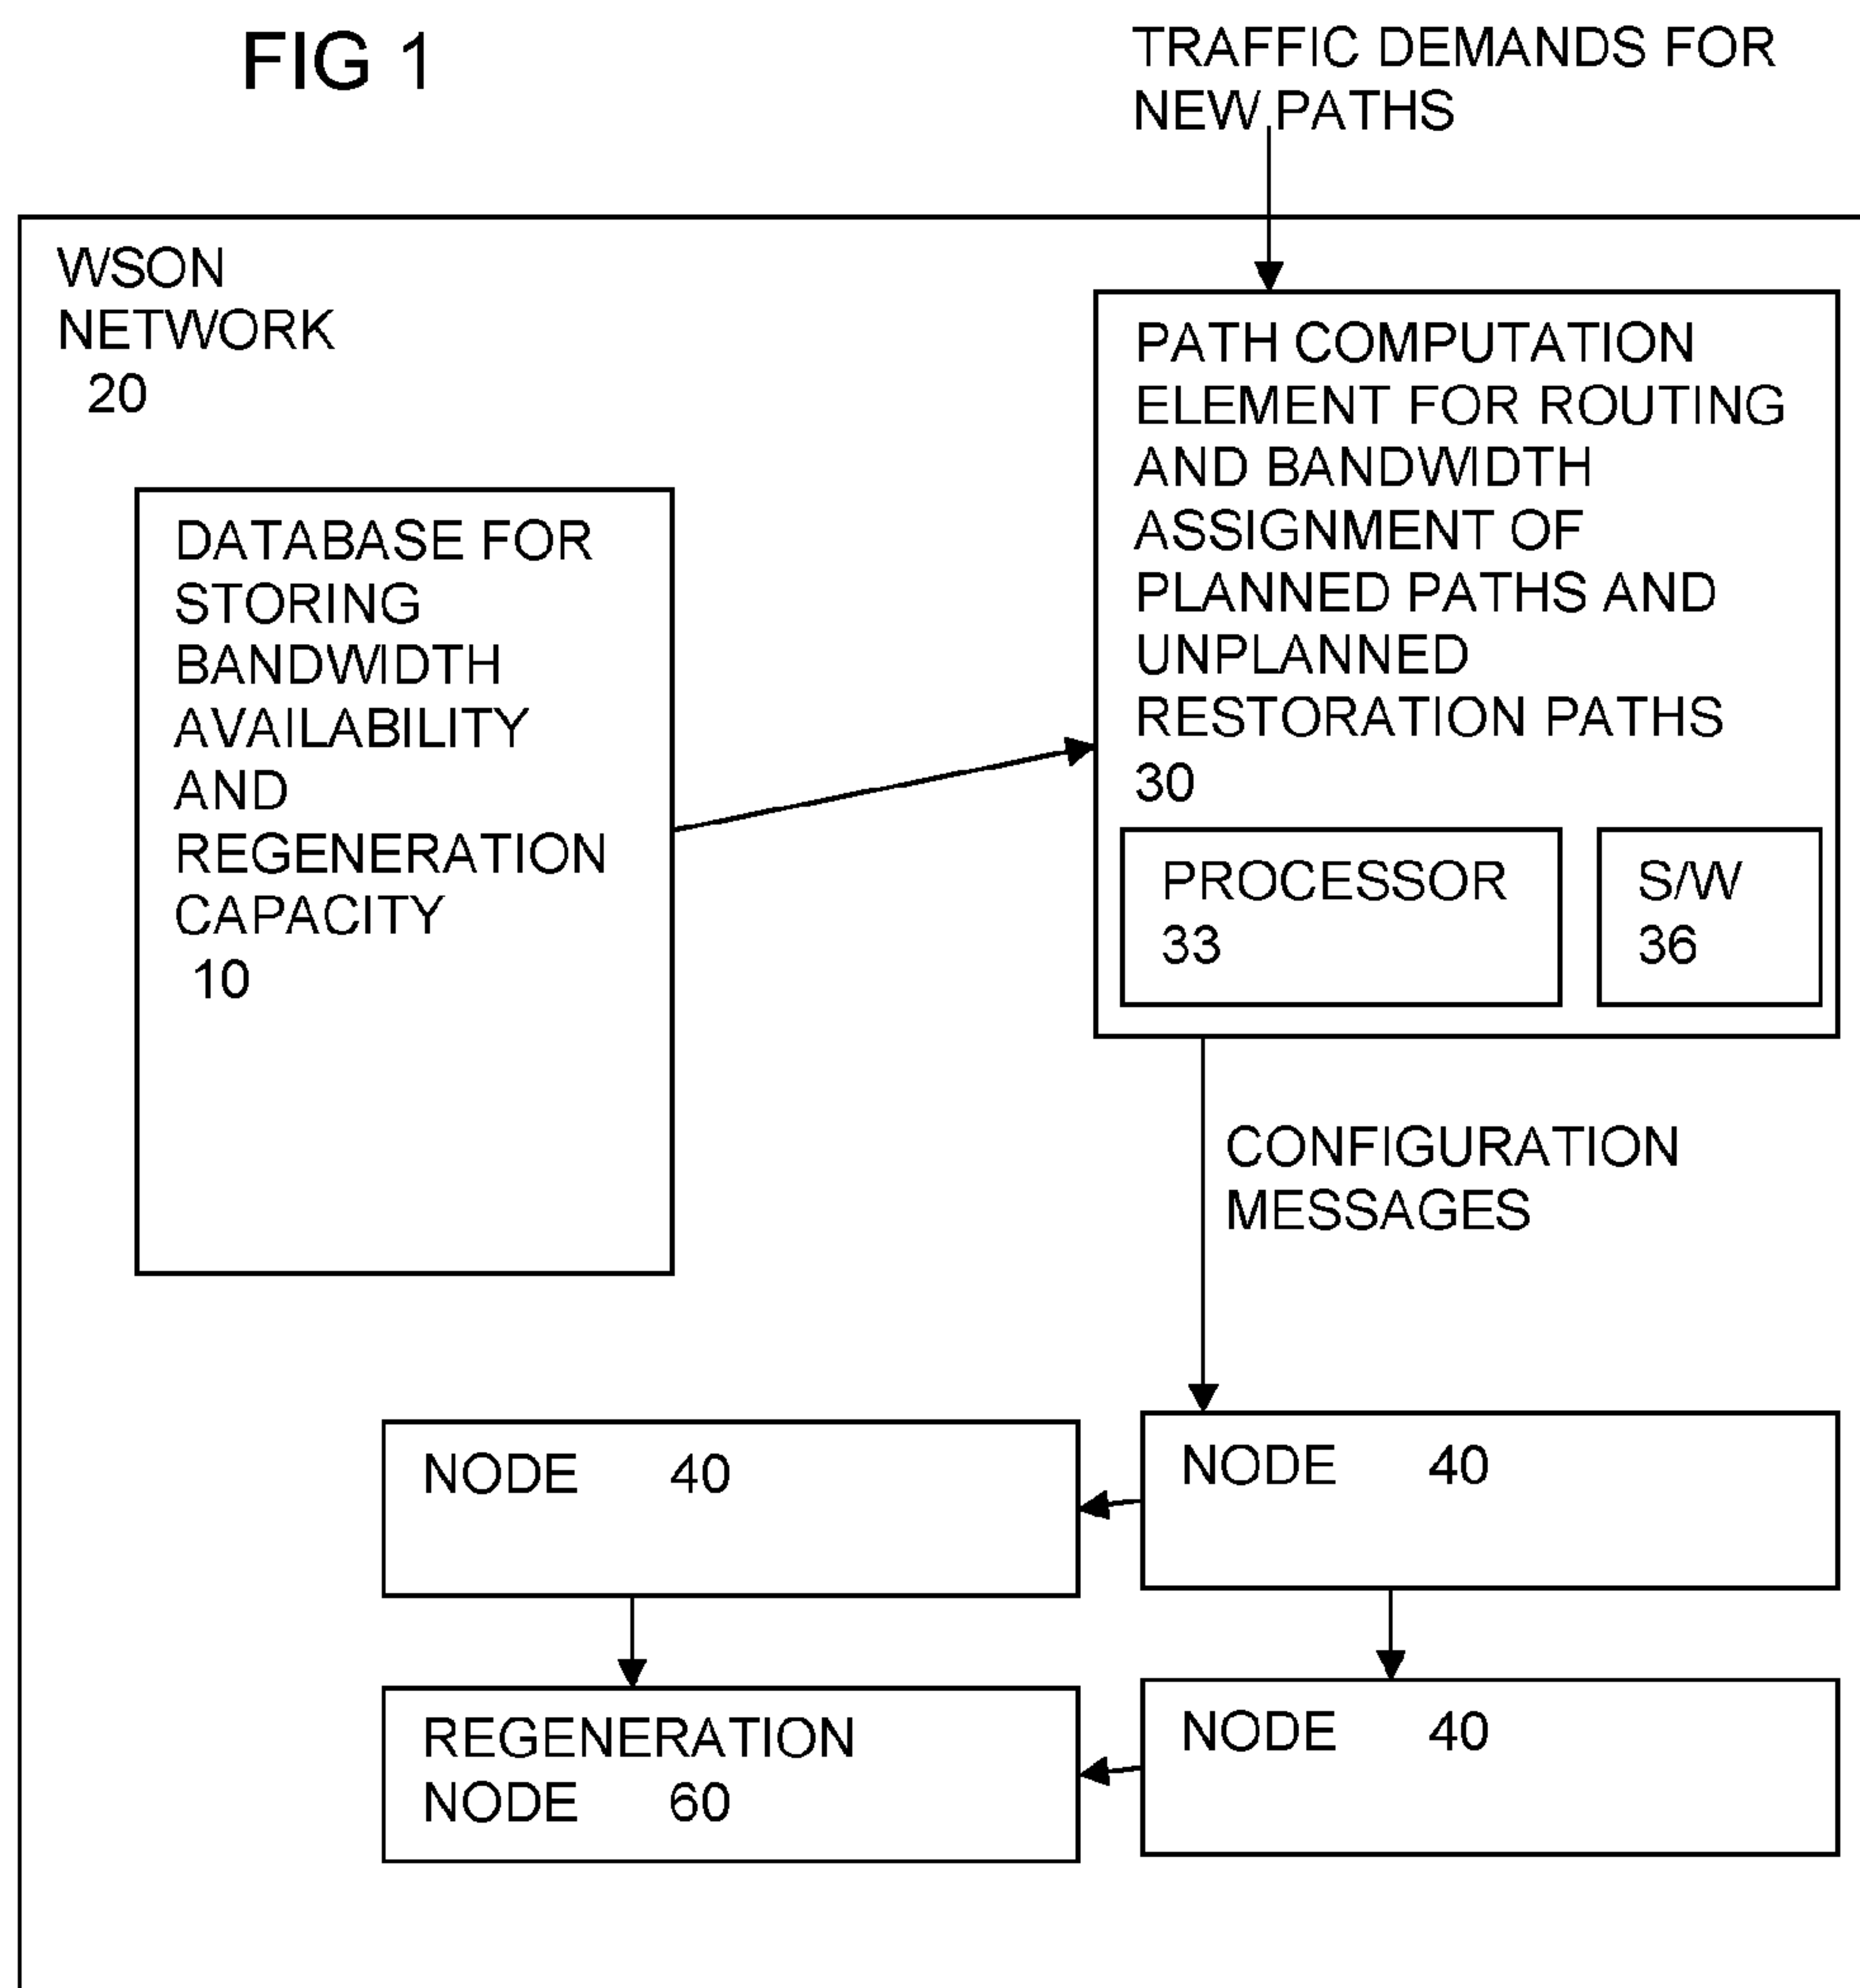 FIG 1
TRAFFIC DEMANDS FOR
NEW PATHS
WSON
NETWORK
20
PATH COMPUTATION
ELEMENT FOR ROUTING
AND BANDWIDTH
ASSIGNMENT OF
PLANNED PATHS AND
UNPLANNED
RESTORATION PATHS
30
PROCESSOR
33
S/W
36
DATABASE FOR
STORING
BANDWIDTH
AVAILABILITY
AND
REGENERATION
CAPACITY
10
CONFIGURATION
MESSAGES
NODE 40
NODE 40
REGENERATION
NODE 60
NODE 40